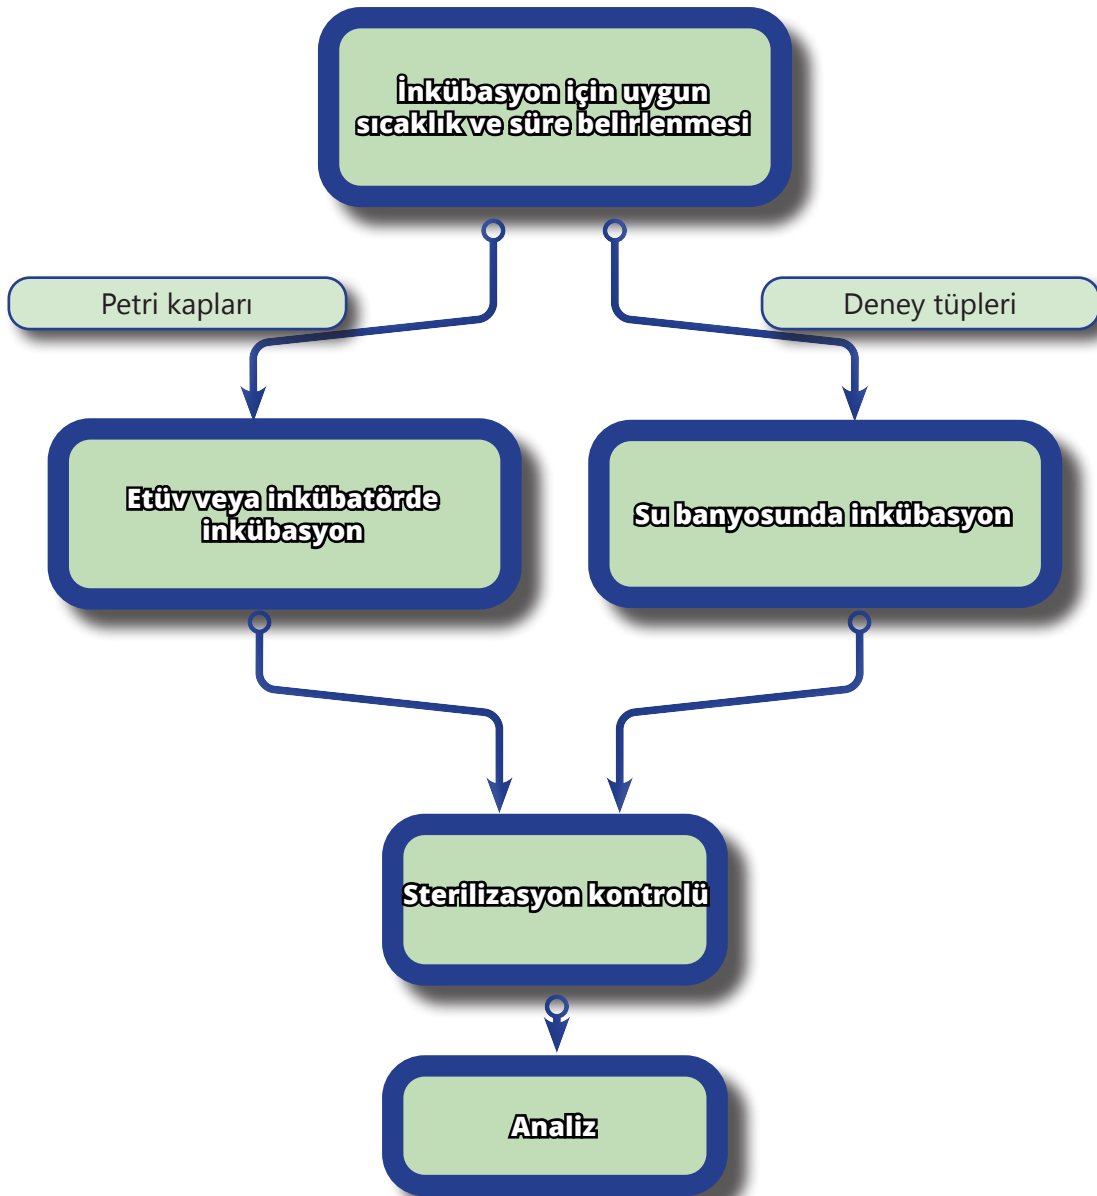 İnkübasyon için uygun
sıcaklık ve süre belirlenmesi
Petri kapları
Deney tüpleri
Etüv veya inkübatörde
inkübasyon
Su banyosunda inkübasyon
Sterilizasyon kontrolü
Analiz